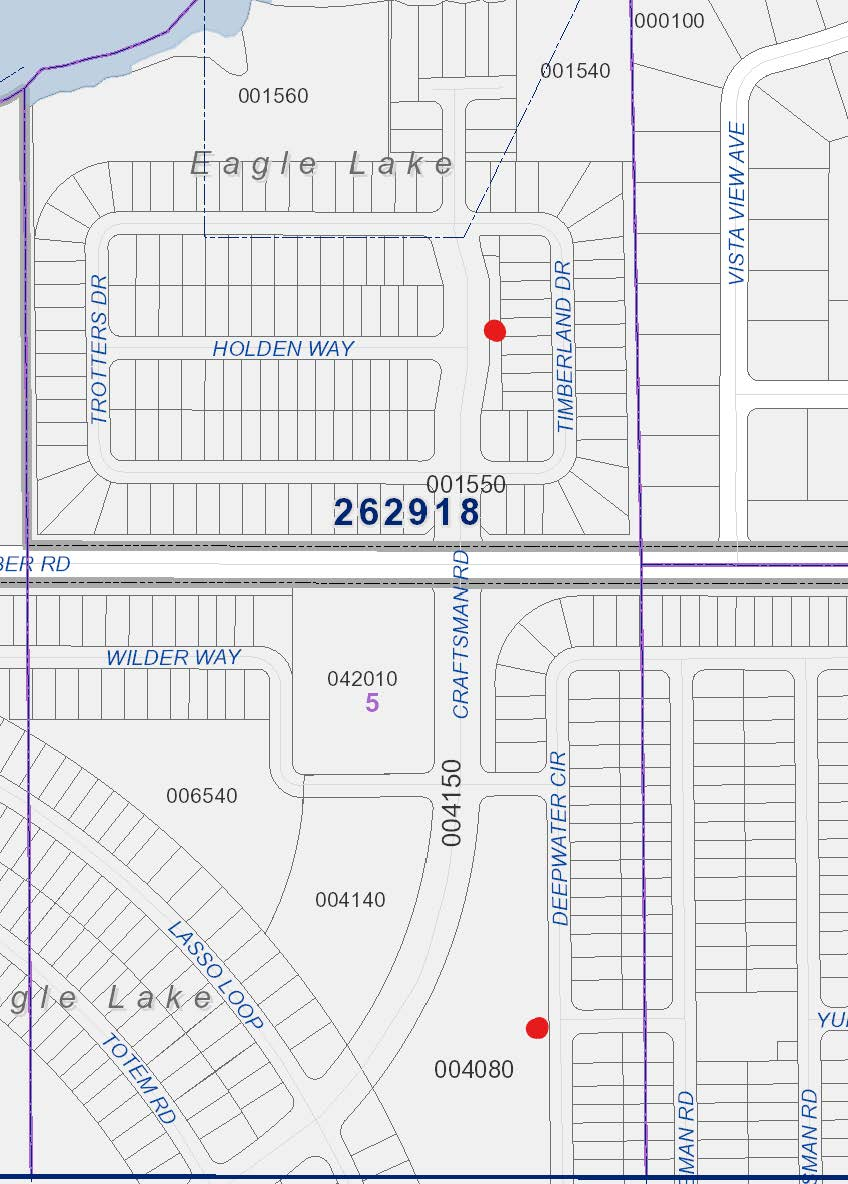 000100
001540
001560
Eagle Lake
VISTA VIEW AVE
TROTTERS DR
TIMBERLAND DR
HOLDEN WAY
001550
262918
BER RD
CRAFTSMAN RD
WILDER WAY
042010
5
004150
006540
DEEPWATER CIR
004140
LASSO LOOP
gle Lake
YU
TOTEM RD
004080
MAN RD
SMAN RD